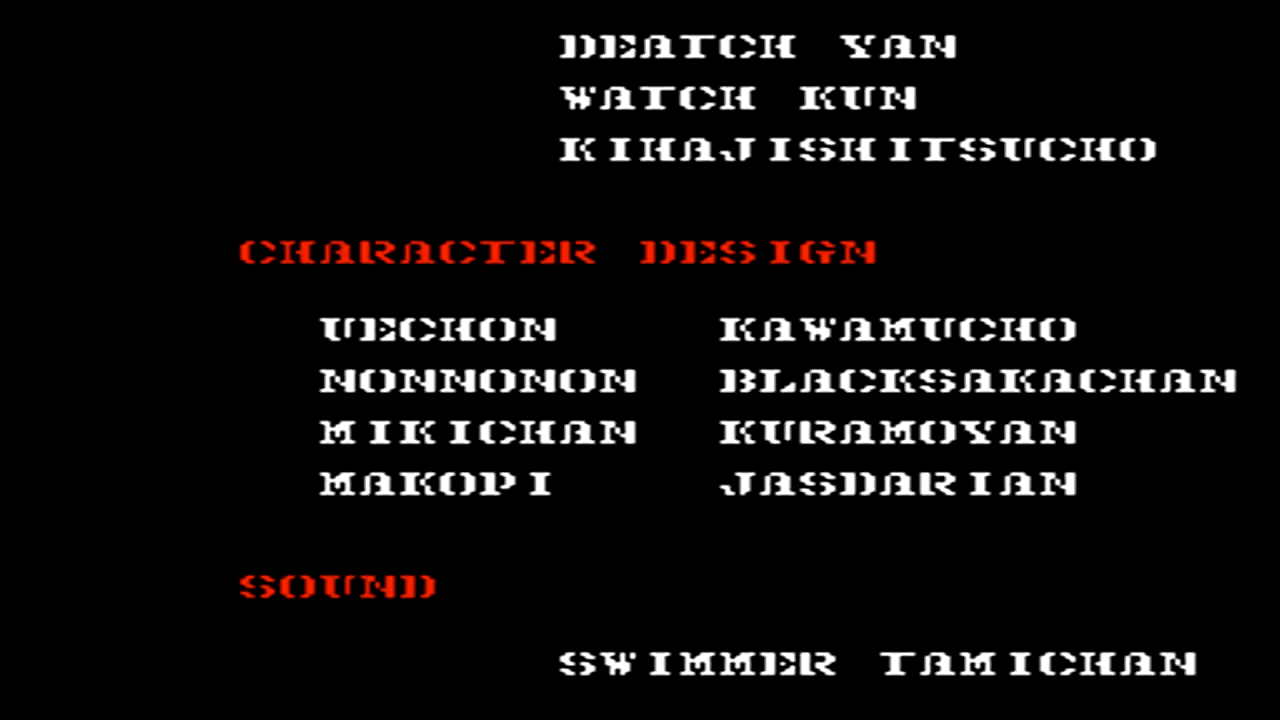 DEATCH YAN
WATCH KUN
KIHAJISHITSUCHO
CHARACTER DESIGN
UECHON KAWAMUCHO
NONNONON BLACKSAKACHAN
MIKICHAN KURAMOYAN
MAKOPI JASDARIAN
SOUND
SWIMMER TAMICHAN